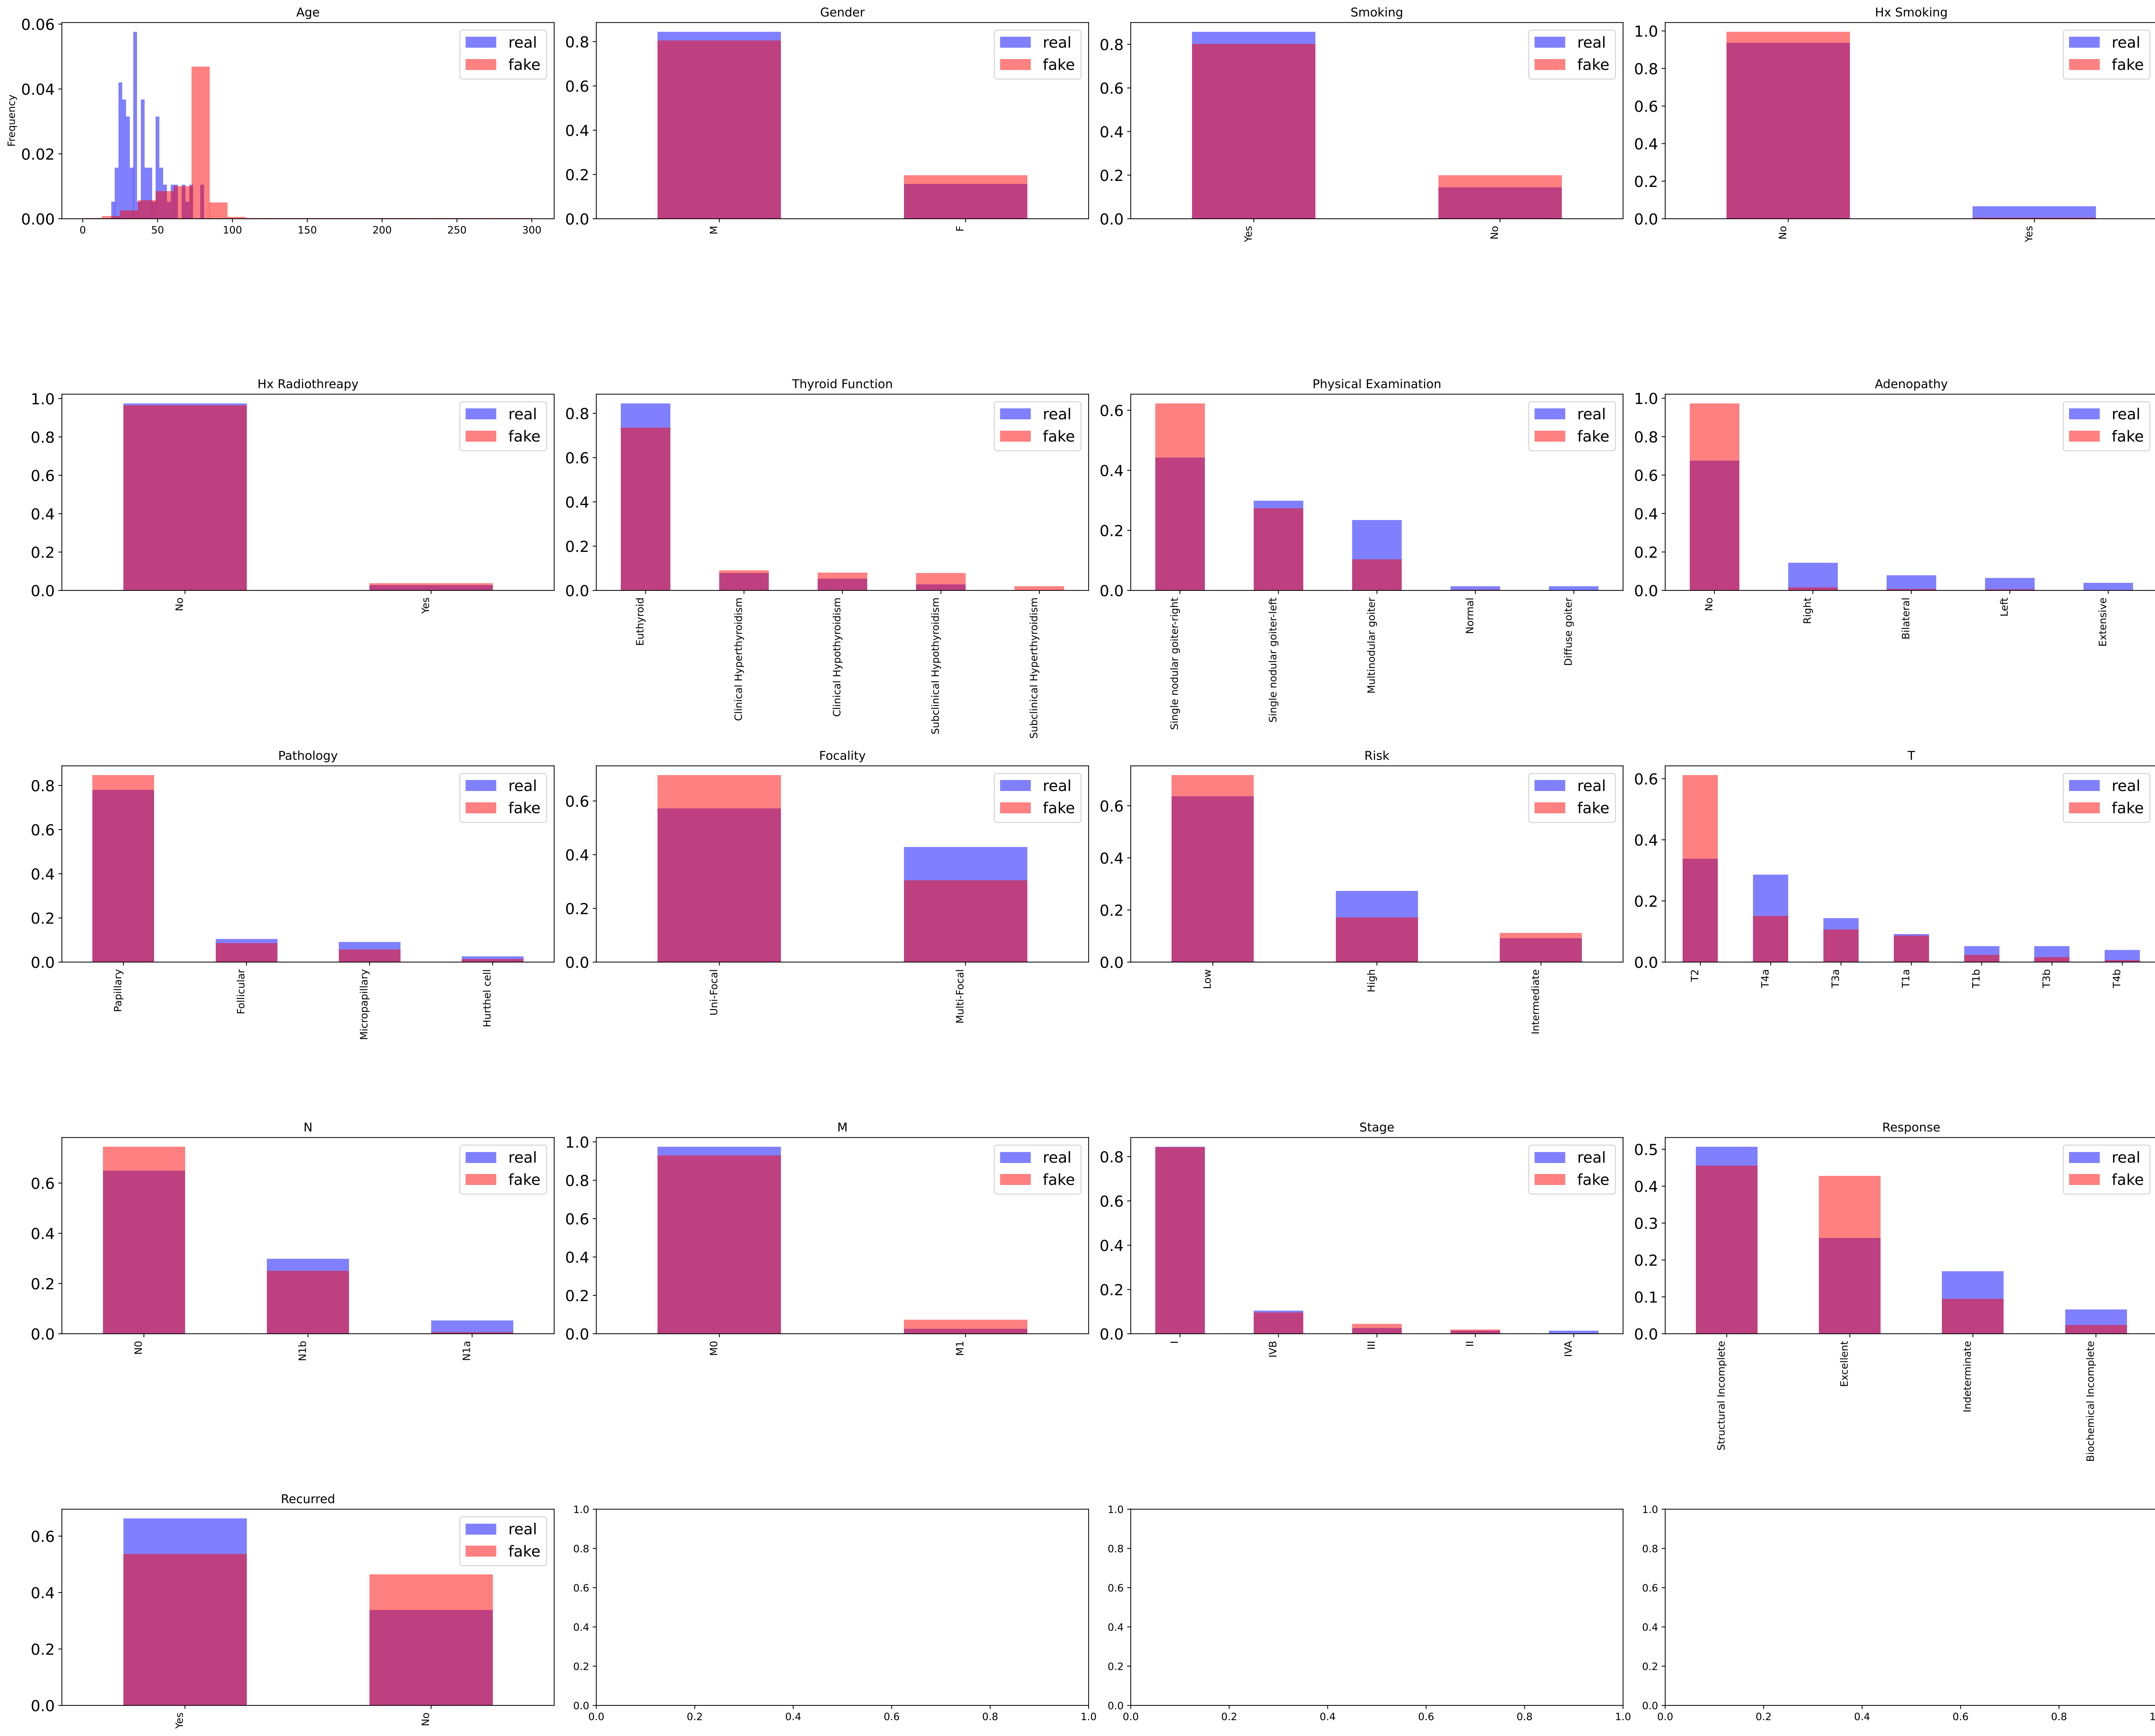 Age
Gender
Smoking
Hx Smoking
Frequency
0.06
0.04
0.02
0.00
real
fake
0 50 100 150 200 250 300
0.8
0.6
0.4
0.2
0.0
real
fake
M F
0.8
0.6
0.4
0.2
0.0
real
fake
Yes No
1.0
0.8
0.6
0.4
0.2
0.0
real
fake
No Yes
Hx Radiothreapy
1.0
0.8
0.6
0.4
0.2
0.0
real
fake
No Yes
Thyroid Function
0.8
0.6
0.4
0.2
0.0
real
fake
Euthyroid
Clinical Hyperthyroidism
Clinical Hypothyroidism
Subclinical Hypothyroidism
Subclinical Hyperthyroidism
Physical Examination
0.6
0.4
0.2
0.0
real
fake
Single nodular goiter-right
Single nodular goiter-left
Multinodular goiter
Normal
Diffuse goiter
Adenopathy
1.0
0.8
0.6
0.4
0.2
0.0
real
fake
No
Right
Bilateral
Left
Extensive
Pathology
0.8
0.6
0.4
0.2
0.0
real
fake
Papillary
Follicular
Micropapillary
Hurthel cell
Focality
0.6
0.4
0.2
0.0
real
fake
Uni-Focal
Multi-Focal
Risk
0.6
0.4
0.2
0.0
real
fake
Low
High
Intermediate
T
0.6
0.4
0.2
0.0
real
fake
T2
T4a
T3a
T1a
T1b
T3b
T4b
N
0.6
0.4
0.2
0.0
real
fake
N0
N1b
N1a
M
1.0
0.8
0.6
0.4
0.2
0.0
real
fake
M0
M1
Stage
0.8
0.6
0.4
0.2
0.0
real
fake
I
IVB
III
II
IVA
Response
0.5
0.4
0.3
0.2
0.1
0.0
real
fake
Structural Incomplete
Excellent
Indeterminate
Biochemical Incomplete
Recurred
0.6
0.4
0.2
0.0
real
fake
Yes
No
1.0
0.8
0.6
0.4
0.2
0.0
0.0 0.2 0.4 0.6 0.8 1.0
1.0
0.8
0.6
0.4
0.2
0.0
0.0 0.2 0.4 0.6 0.8 1.0
1.0
0.8
0.6
0.4
0.2
0.0
0.0 0.2 0.4 0.6 0.8